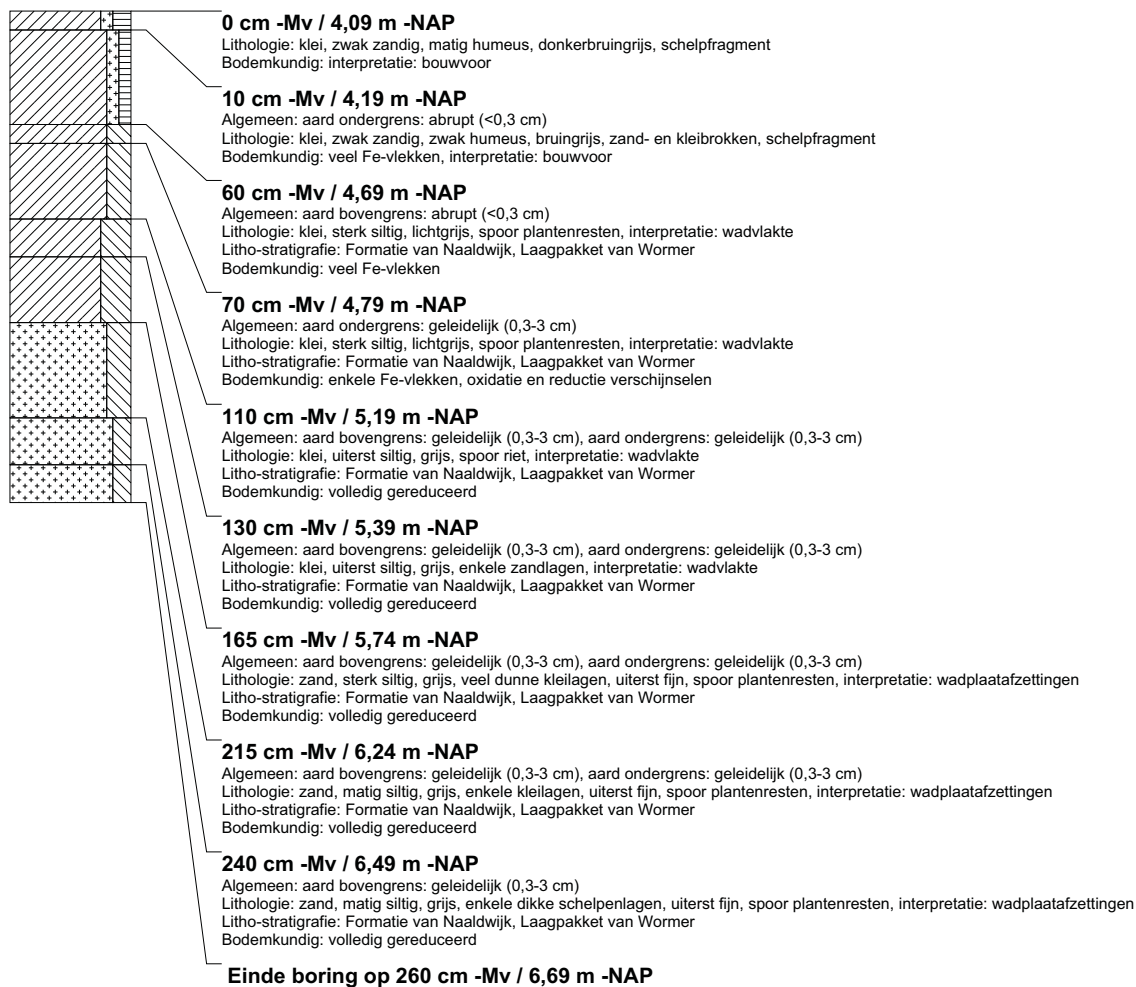 0 cm -Mv / 4,09 m -NAP
Lithologie: klei, zwak zandig, matig humeus, donkerbruingrijs, schelpfragment
Bodemkundig: interpretatie: bouwvoor
10 cm -Mv / 4,19 m -NAP
Algemeen: aard ondergrens: abrupt (<0,3 cm)
Lithologie: klei, zwak zandig, zwak humeus, bruingrijs, zand- en kleibrokken, schelpfragment
Bodemkundig: veel Fe-vlekken, interpretatie: bouwvoor
60 cm -Mv / 4,69 m -NAP
Algemeen: aard bovengrens: abrupt (<0,3 cm)
Lithologie: klei, sterk siltig, lichtgrijs, spoor plantenresten, interpretatie: wadvlakte
Litho-stratigrafie: Formatie van Naaldwijk, Laagpakket van Wormer
Bodemkundig: veel Fe-vlekken
70 cm -Mv / 4,79 m -NAP
Algemeen: aard ondergrens: geleidelijk (0,3-3 cm)
Lithologie: klei, sterk siltig, lichtgrijs, spoor plantenresten, interpretatie: wadvlakte
Litho-stratigrafie: Formatie van Naaldwijk, Laagpakket van Wormer
Bodemkundig: enkele Fe-vlekken, oxidatie en reductie verschijnselen
110 cm -Mv / 5,19 m -NAP
Algemeen: aard bovengrens: geleidelijk (0,3-3 cm), aard ondergrens: geleidelijk (0,3-3 cm)
Lithologie: klei, uiterst siltig, grijs, spoor riet, interpretatie: wadvlakte
Litho-stratigrafie: Formatie van Naaldwijk, Laagpakket van Wormer
Bodemkundig: volledig gereduceerd
130 cm -Mv / 5,39 m -NAP
Algemeen: aard bovengrens: geleidelijk (0,3-3 cm), aard ondergrens: geleidelijk (0,3-3 cm)
Lithologie: klei, uiterst siltig, grijs, enkele zandlagen, interpretatie: wadvlakte
Litho-stratigrafie: Formatie van Naaldwijk, Laagpakket van Wormer
Bodemkundig: volledig gereduceerd
165 cm -Mv / 5,74 m -NAP
Algemeen: aard bovengrens: geleidelijk (0,3-3 cm), aard ondergrens: geleidelijk (0,3-3 cm)
Lithologie: zand, sterk siltig, grijs, veel dunne kleilagen, uiterst fijn, spoor plantenresten, interpretatie: wadplaatafzettingen
Litho-stratigrafie: Formatie van Naaldwijk, Laagpakket van Wormer
Bodemkundig: volledig gereduceerd
215 cm -Mv / 6,24 m -NAP
Algemeen: aard bovengrens: geleidelijk (0,3-3 cm), aard ondergrens: geleidelijk (0,3-3 cm)
Lithologie: zand, matig siltig, grijs, enkele kleilagen, uiterst fijn, spoor plantenresten, interpretatie: wadplaatafzettingen
Litho-stratigrafie: Formatie van Naaldwijk, Laagpakket van Wormer
Bodemkundig: volledig gereduceerd
240 cm -Mv / 6,49 m -NAP
Algemeen: aard bovengrens: geleidelijk (0,3-3 cm)
Lithologie: zand, matig siltig, grijs, enkele dikke schelpenlagen, uiterst fijn, spoor plantenresten, interpretatie: wadplaatafzettingen
Litho-stratigrafie: Formatie van Naaldwijk, Laagpakket van Wormer
Bodemkundig: volledig gereduceerd
Einde boring op 260 cm -Mv / 6,69 m -NAP